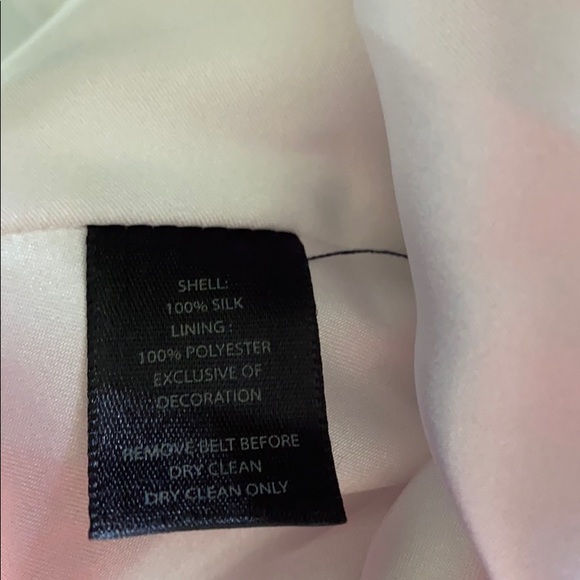 SHELL:
100% SILK
LINING :
100% POLYESTER
EXCLUSIVE OF
DECORATION
REMOVE BELT BEFORE
DRY CLEAN
DRY CLEAN ONLY